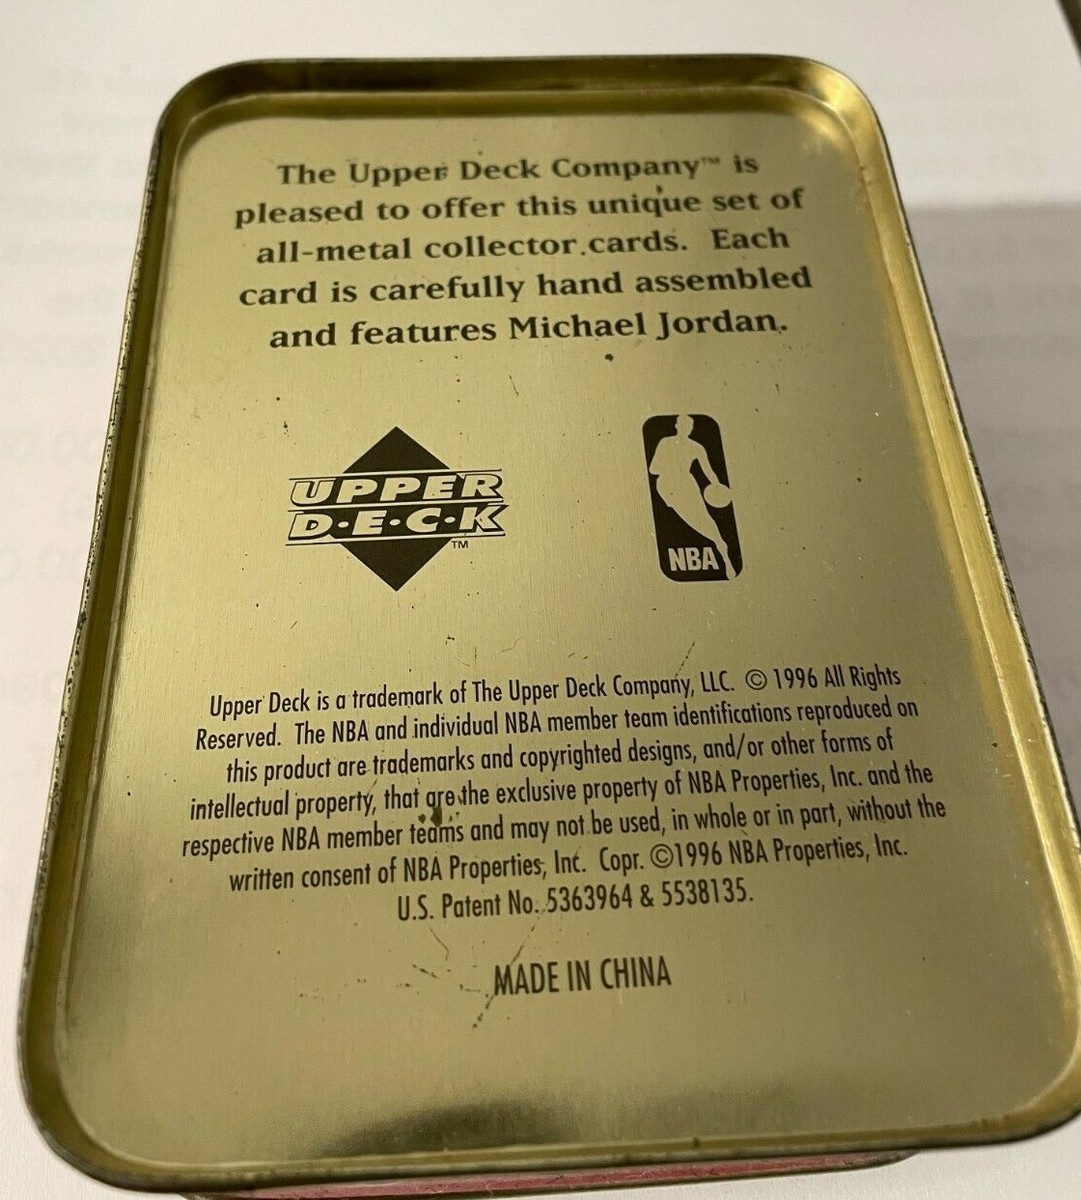 The Upper Deck Company™ is
pleased to offer this unique set of
all-metal collector cards. Each
card is carefully hand assembled
and features Michael Jordan.
UPPER
D·E·C·K
TM
NBA
Upper Deck is a trademark of The Upper Deck Company, LLC. © 1996 All Rights
Reserved. The NBA and individual NBA member team identifications reproduced on
this product are trademarks and copyrighted designs, and/or other forms of
intellectual property, that are the exclusive property of NBA Properties, Inc. and the
respective NBA member teams and may not be used, in whole or in part, without the
written consent of NBA Properties, Inc. Copr. ©1996 NBA Properties, Inc.
U.S. Patent No. 5363964 & 5538135.
MADE IN CHINA